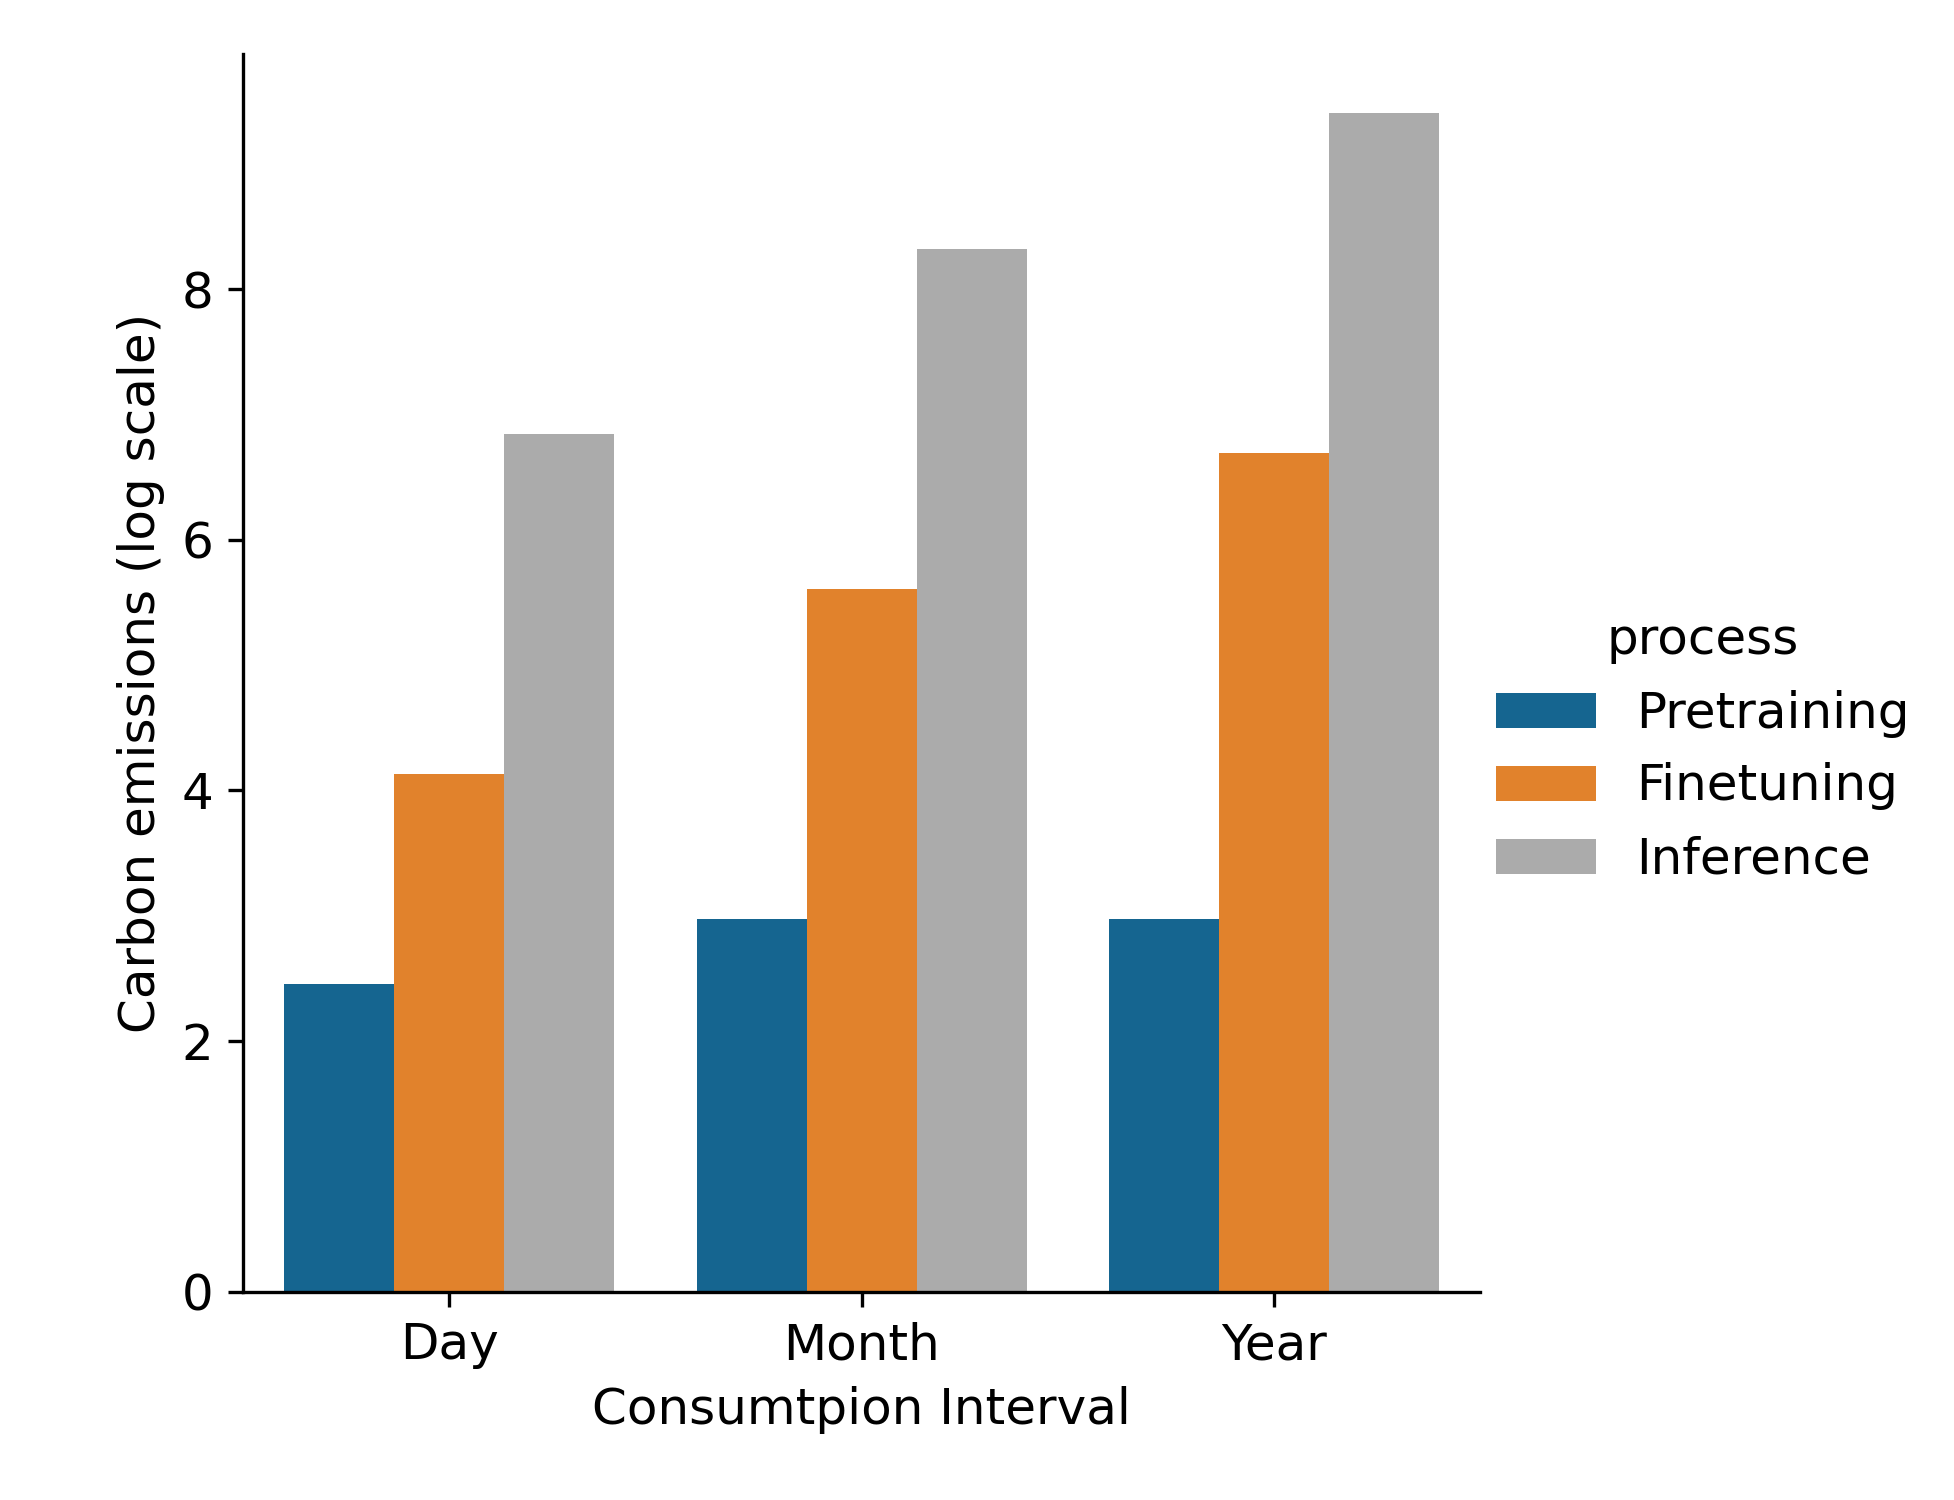 Carbon emissions (log scale)
8
6
4
2
0
Day
Month
Year
Consumtpion Interval
process
Pretraining
Finetuning
Inference